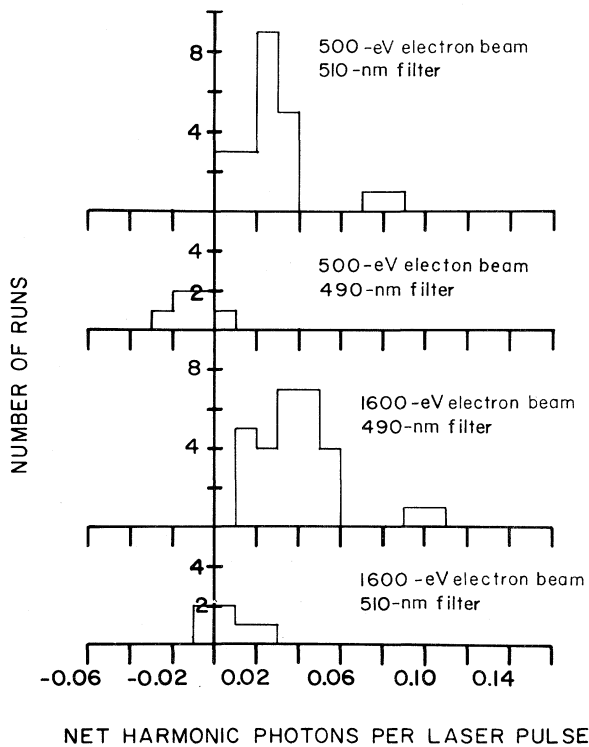 8
500-eV electron beam
510-nm filter
4
4
500-eV electon beam
2
490-nm filter
NUMBER OF RUNS
8
1600-eV electron beam
490-nm filter
4
4
1600-eV electron beam
510-nm filter
2
-0.06 -0.02 0.02 0.06 0.10 0.14
NET HARMONIC PHOTONS PER LASER PULSE